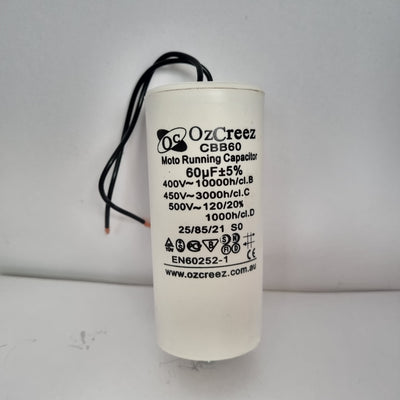 Oc OzCreez
CBB60
Moto Running Capacitor
60µF±5%
400V~10000h/cl.B
450V~3000h/cl.C
500V~120/20%
1000h/cl.D
25/85/21 S0
EN60252-1
www.ozcreez.com.au